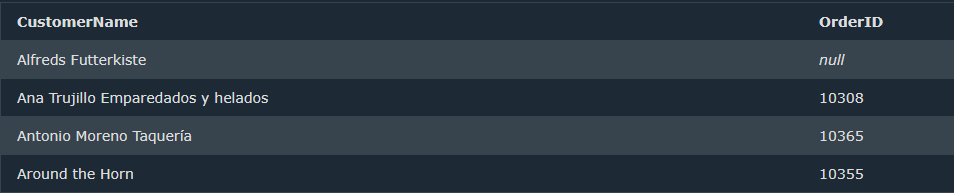 CustomerName OrderID
Alfreds Futterkiste null
Ana Trujillo Emparedados y helados 10308
Antonio Moreno Taquería 10365
Around the Horn 10355